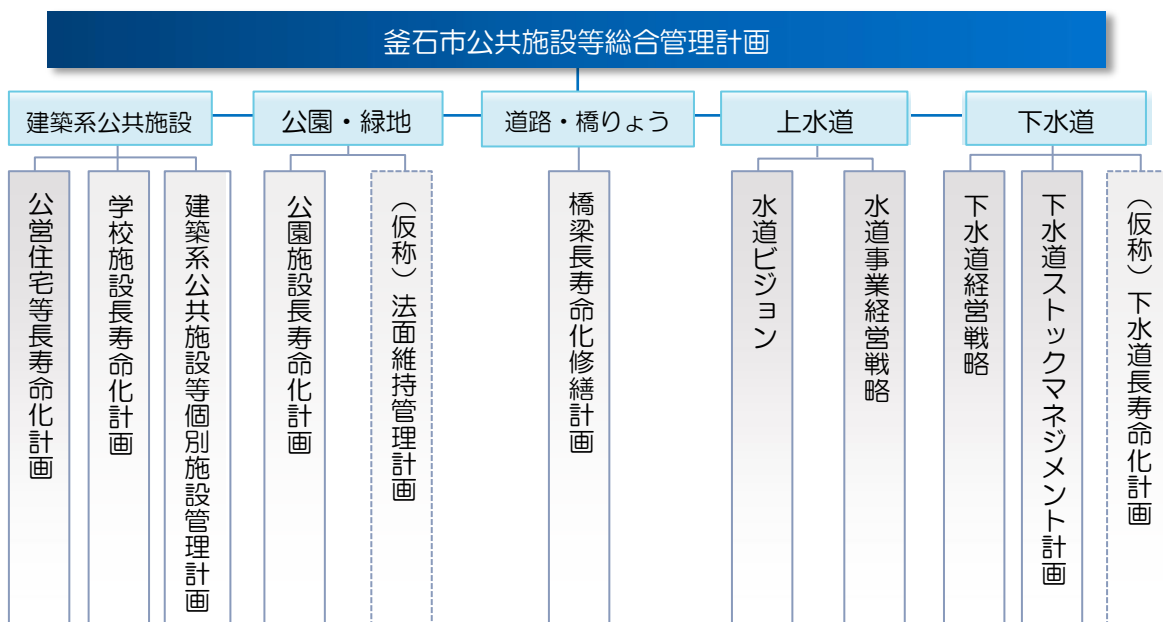 釜石市公共施設等総合管理計画
建築系公共施設
公園・緑地
道路・橋りょう
上水道
下水道
公営住宅等長寿命化計画
学校施設長寿命化計画
建築系公共施設等個別施設管理計画
公園施設長寿命化計画
（仮称）法面維持管理計画
橋梁長寿命化修繕計画
水道ビジョン
水道事業経営戦略
下水道経営戦略
下水道ストックマネジメント計画
（仮称）下水道長寿命化計画